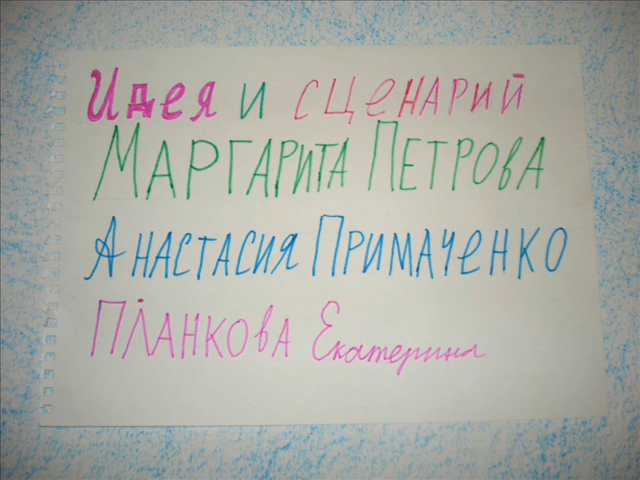 Идея и сценарий
Маргарита Петрова
Анастасия Примаченко
Планкова Екатерина